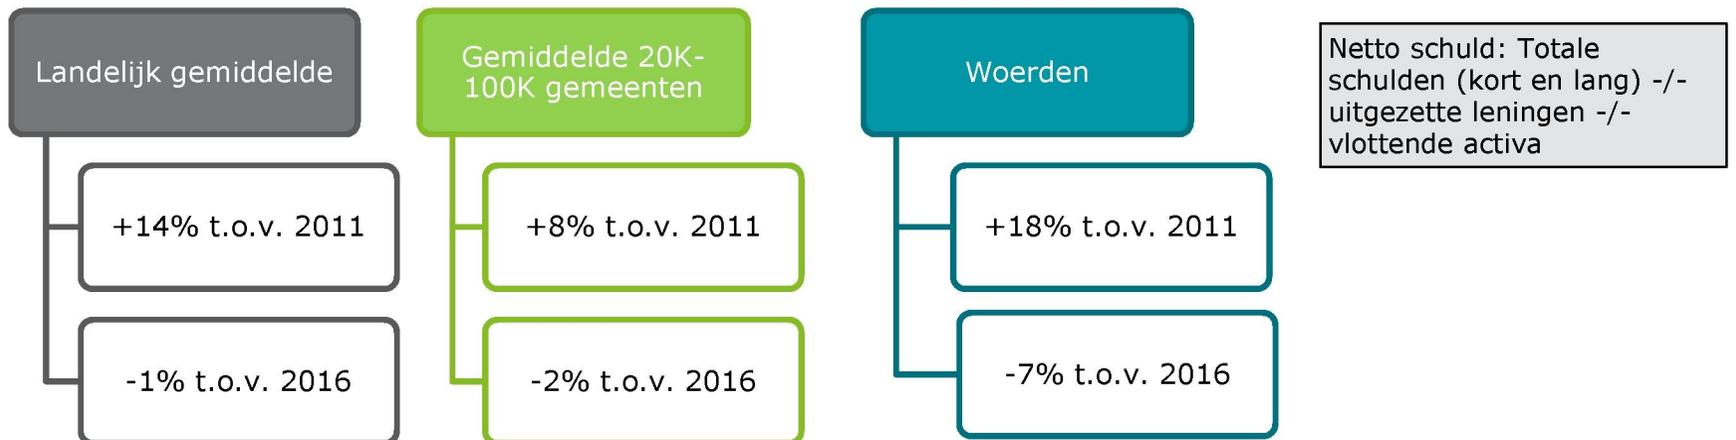 Landelijk gemiddelde
+14% t.o.v. 2011
-1% t.o.v. 2016
Gemiddelde 20K-
100K gemeenten
+8% t.o.v. 2011
-2% t.o.v. 2016
Woerden
+18% t.o.v. 2011
-7% t.o.v. 2016
Netto schuld: Totale
schulden (kort en lang) -/-
uitgezette leningen -/-
vlottende activa